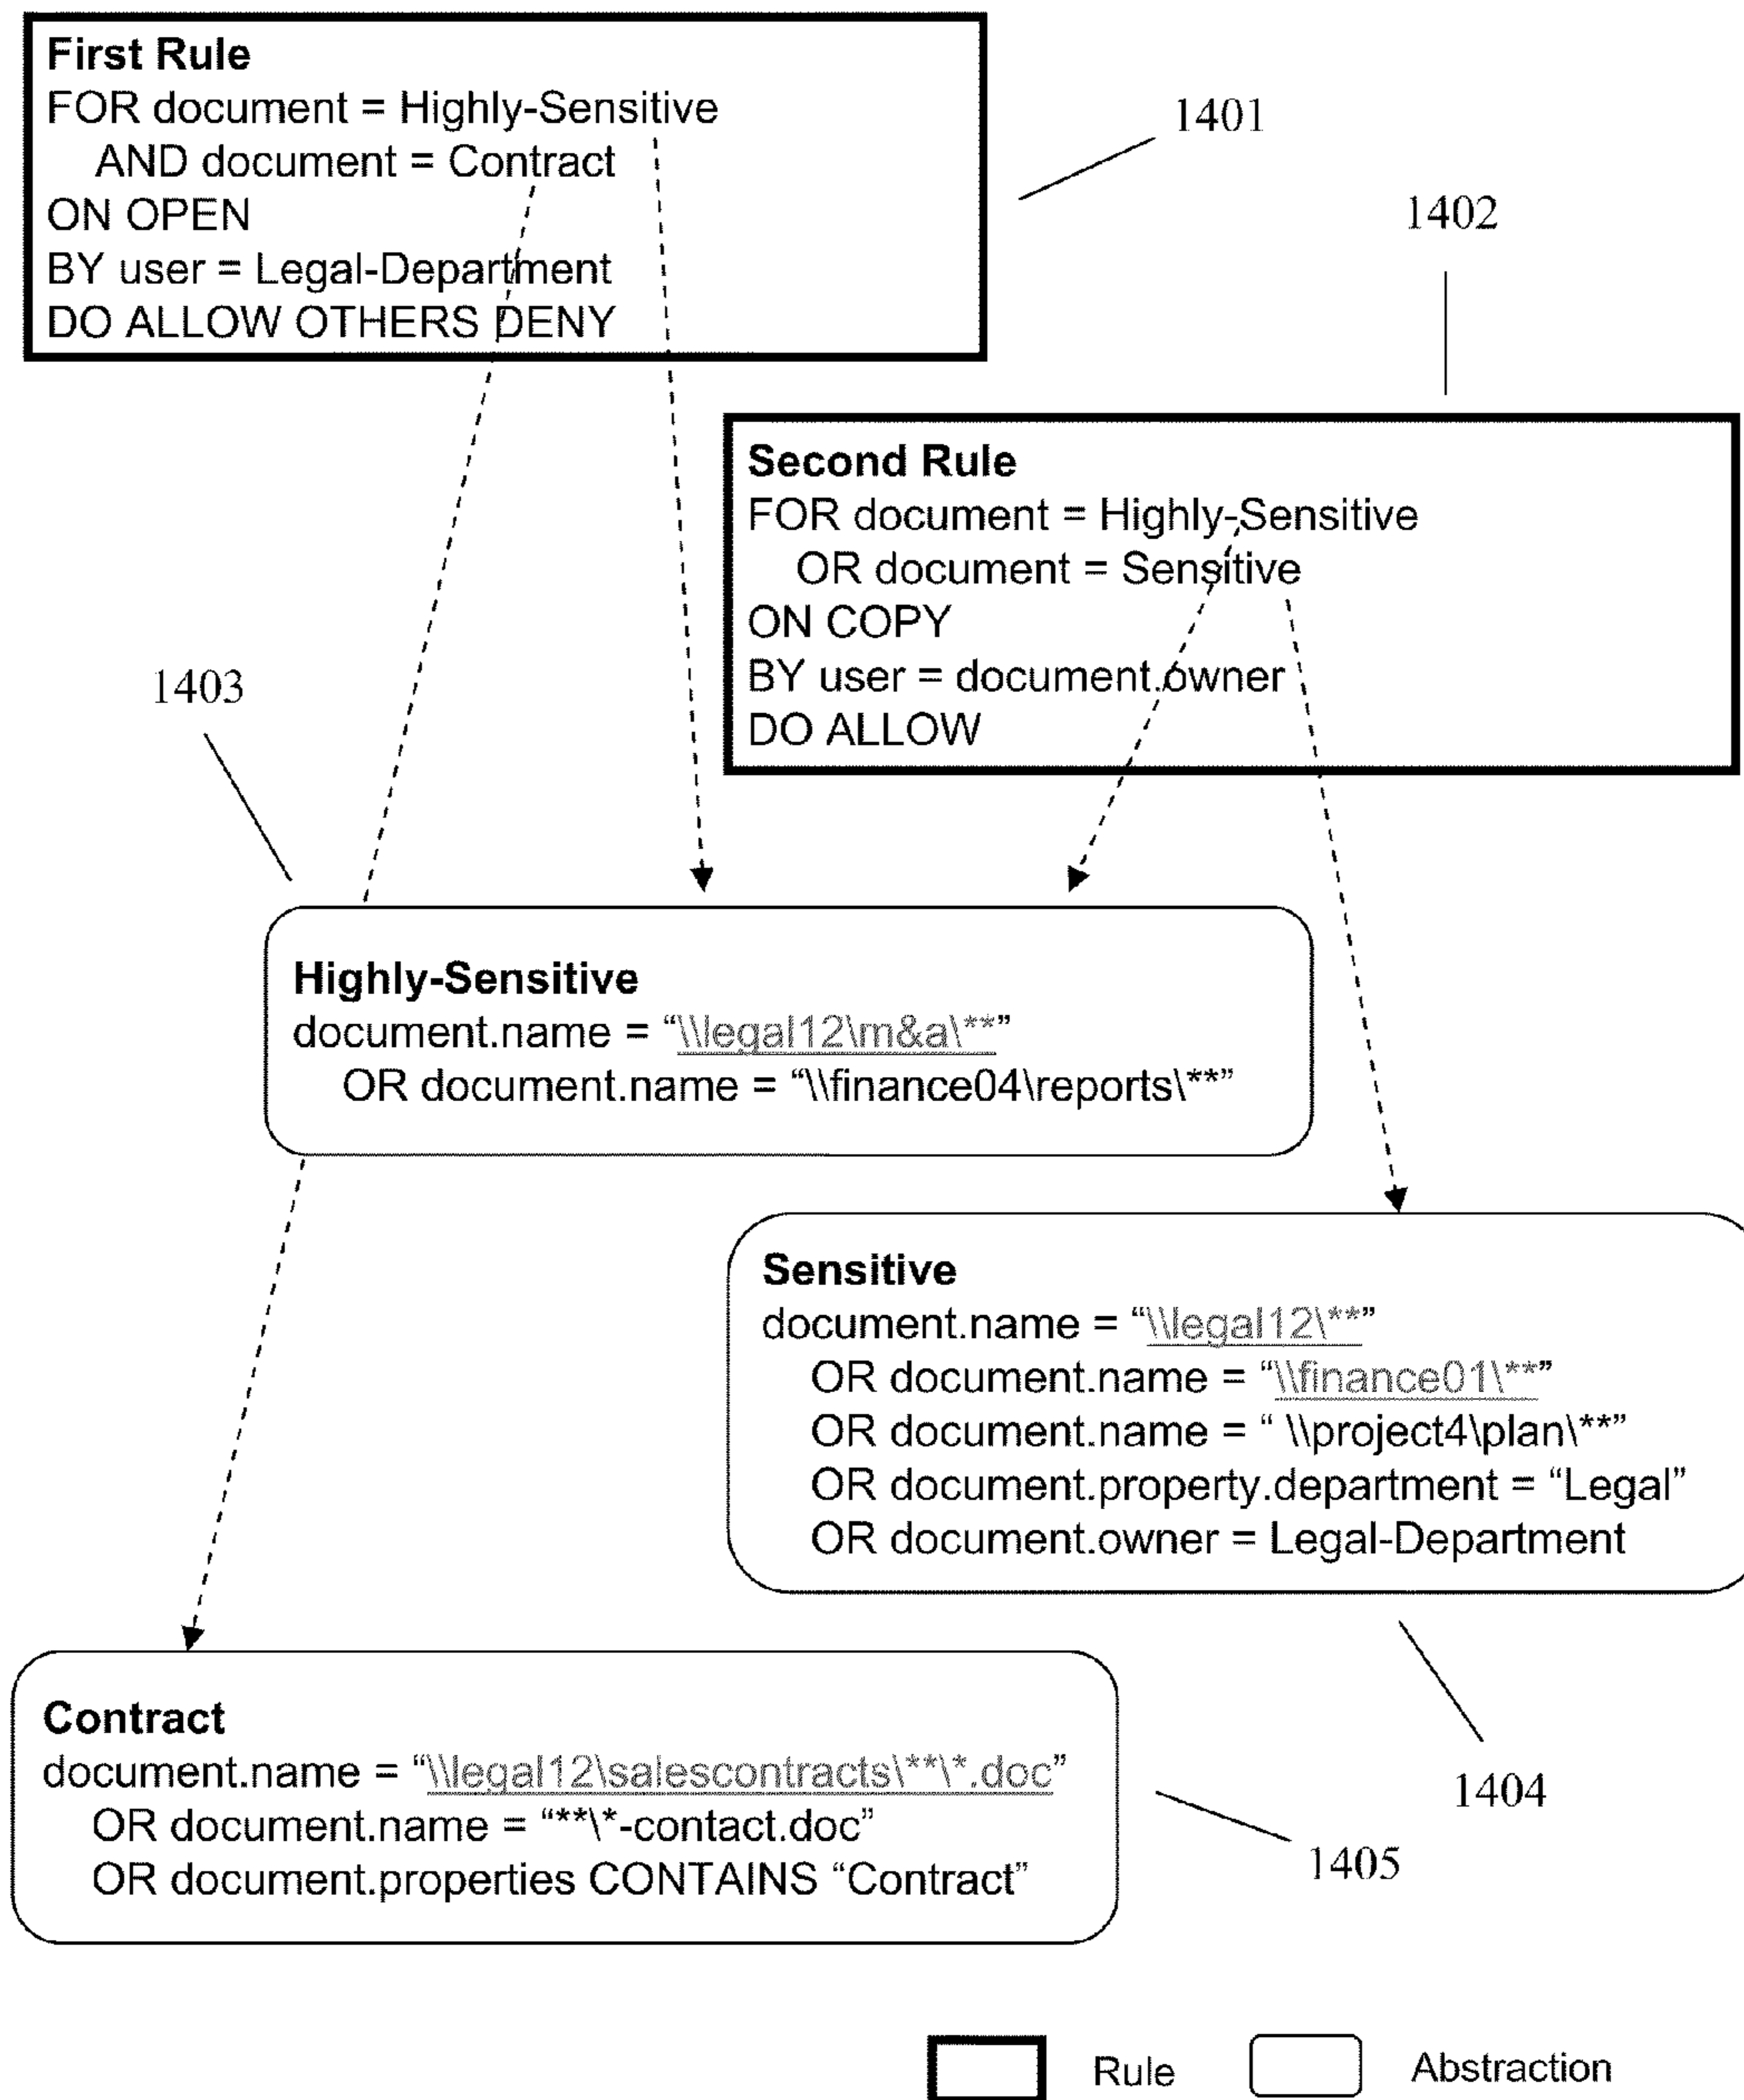 First Rule
FOR document = Highly-Sensitive
AND document = Contract
ON OPEN
BY user = Legal-Department
DO ALLOW OTHERS DENY
1401
1402
Second Rule
FOR document = Highly-Sensitive
OR document = Sensitive
ON COPY
BY user = document.owner
DO ALLOW
1403
Highly-Sensitive
document.name = “\\legal12\m&a\**”
OR document.name = “\\finance04\reports\**”
Sensitive
document.name = “\\legal12\**”
OR document.name = “\\finance01\**”
OR document.name = “ \\project4\plan\**”
OR document.property.department = “Legal”
OR document.owner = Legal-Department
1404
Contract
document.name = “\\legal12\salescontracts\**\*.doc”
OR document.name = “**\*-contact.doc”
OR document.properties CONTAINS “Contract”
1405
Rule Abstraction